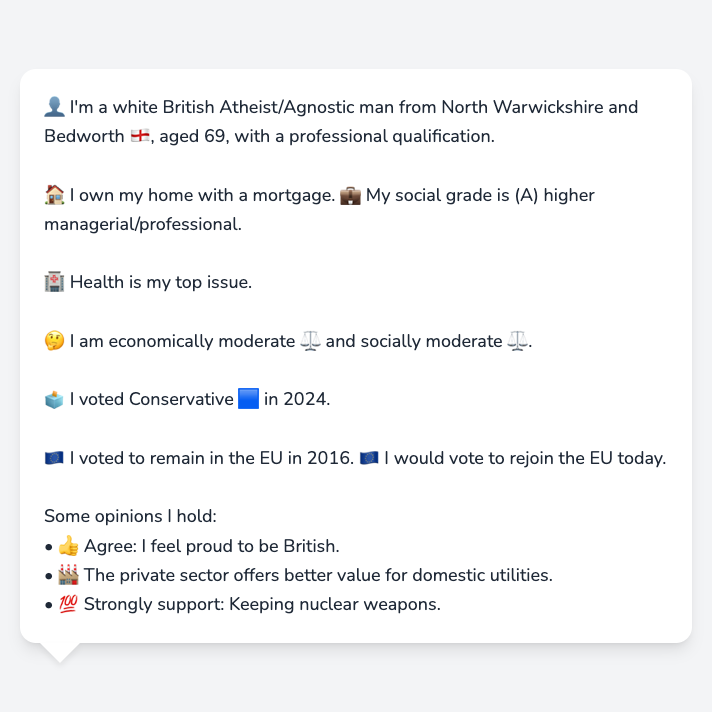 👤 I'm a white British Atheist/Agnostic man from North Warwickshire and
Bedworth 🏴󠁧󠁢󠁥󠁮󠁧󠁿, aged 69, with a professional qualification.
🏠 I own my home with a mortgage. 💼 My social grade is (A) higher
managerial/professional.
🏥 Health is my top issue.
🤔 I am economically moderate ⚖️ and socially moderate ⚖️.
🗳️ I voted Conservative 🟦 in 2024.
🇪🇺 I voted to remain in the EU in 2016. 🇪🇺 I would vote to rejoin the EU today.
Some opinions I hold:
• 👍 Agree: I feel proud to be British.
• 🏭 The private sector offers better value for domestic utilities.
• 💯 Strongly support: Keeping nuclear weapons.